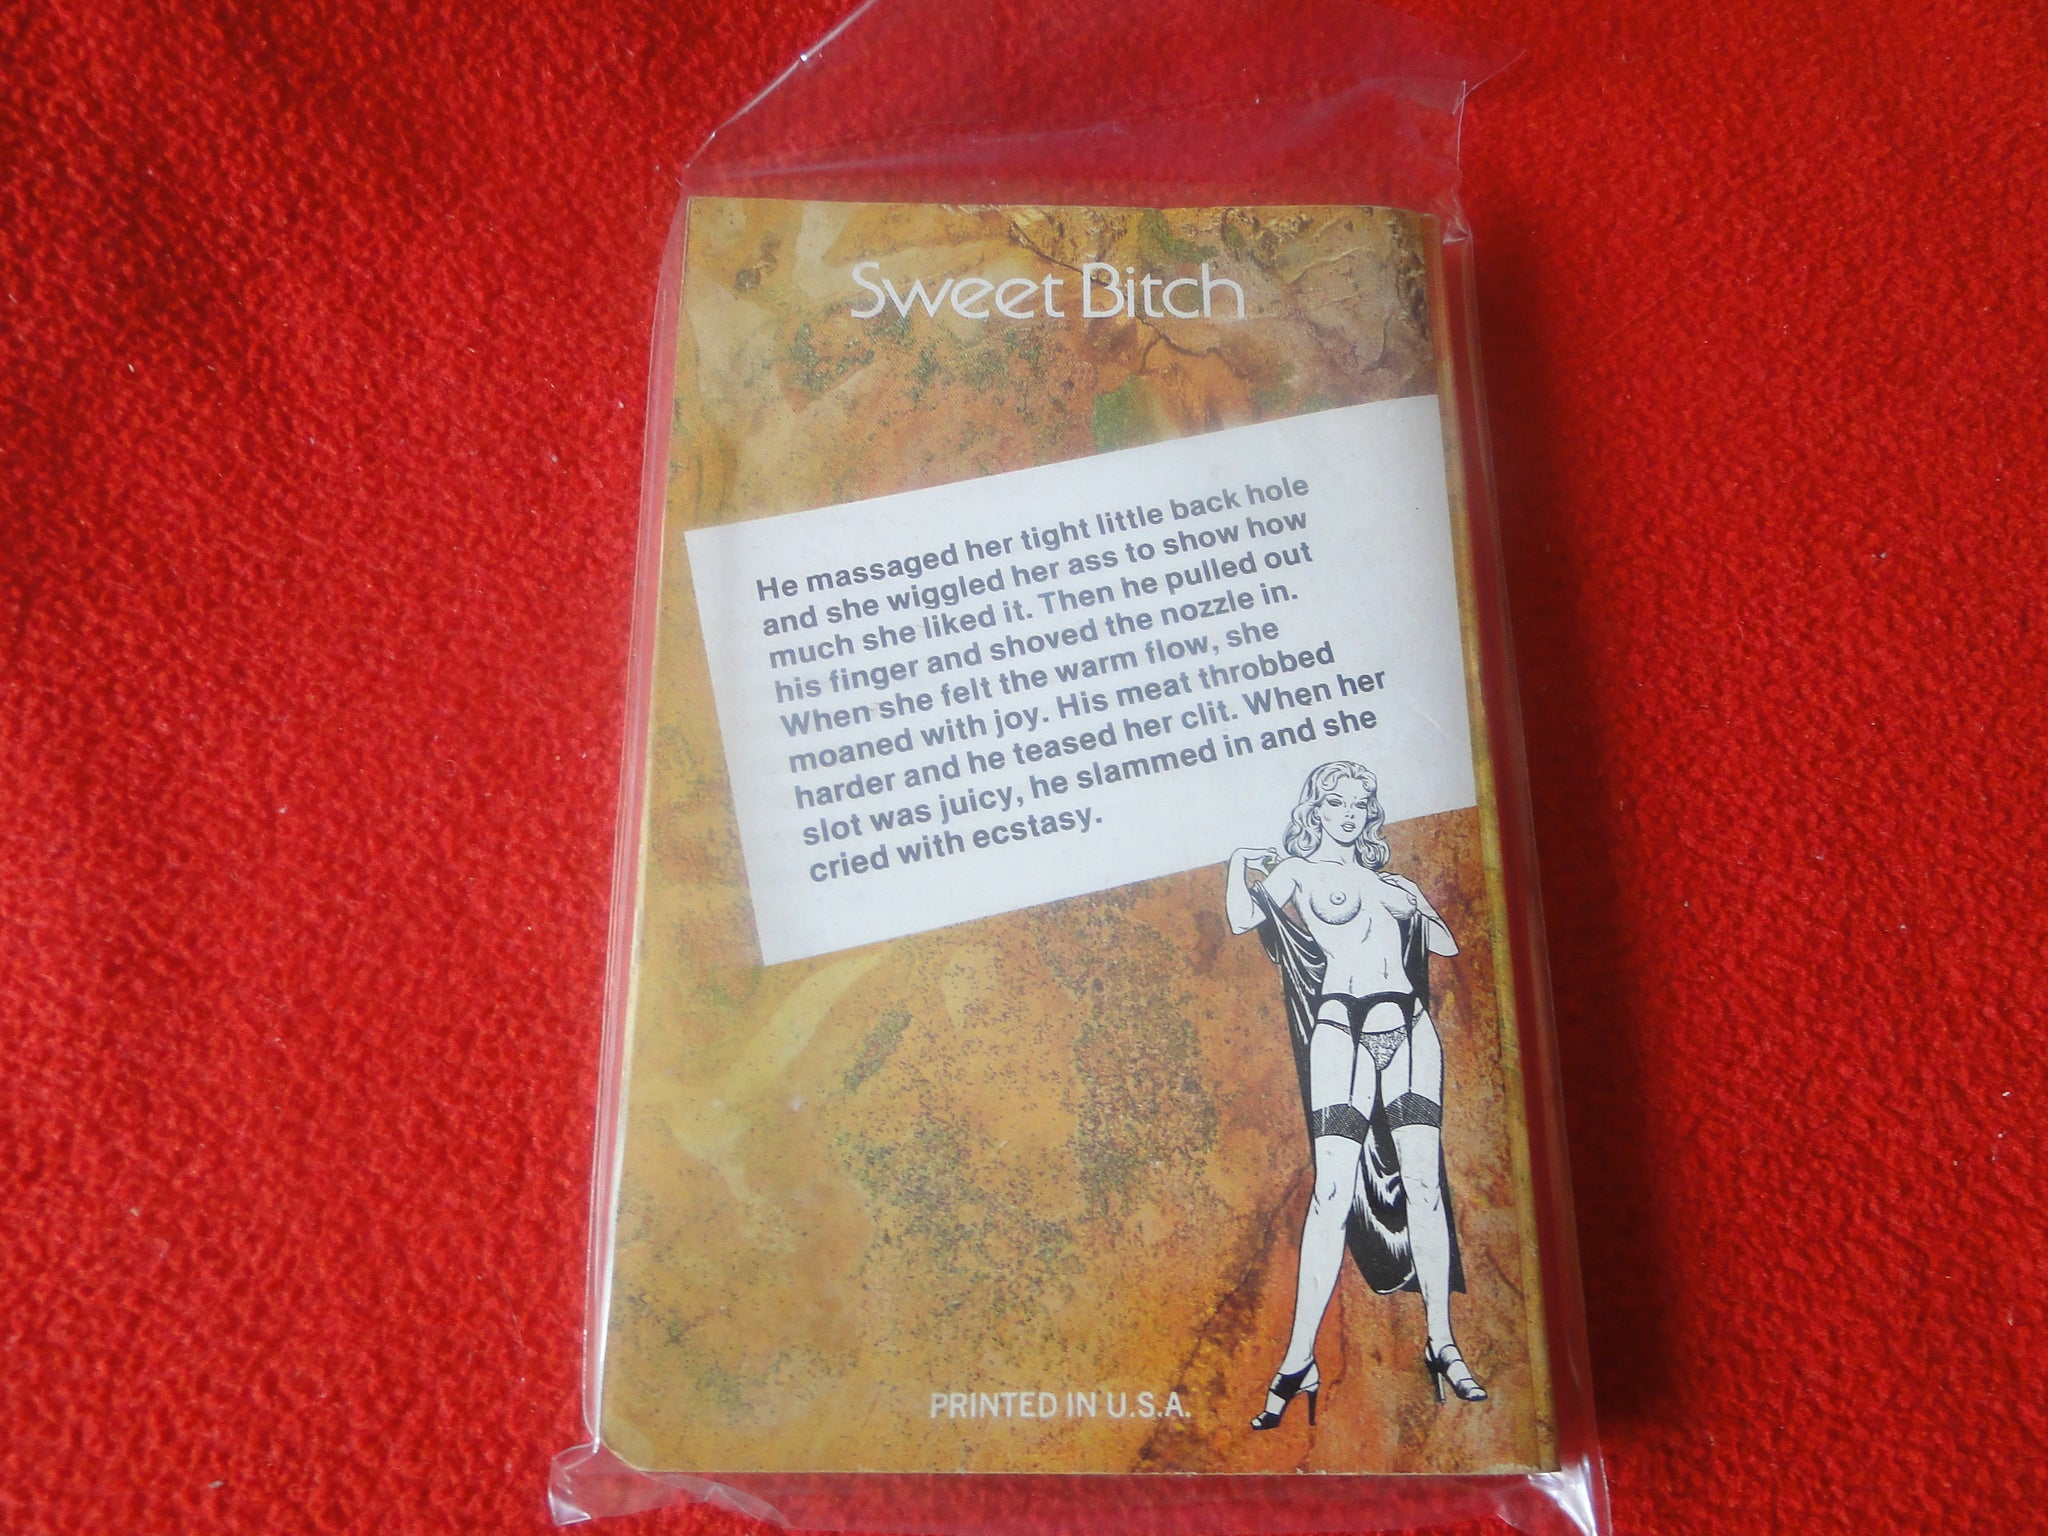 Sweet Bitch
He massaged her tight little back hole
and she wiggled her ass to show how
much she liked it. Then he pulled out
his finger and shoved the nozzle in.
When she felt the warm flow, she
moaned with joy. His meat throbbed
harder and he teased her clit. When her
slot was juicy, he slammed in and she
cried with ecstasy.
PRINTED IN U.S.A.